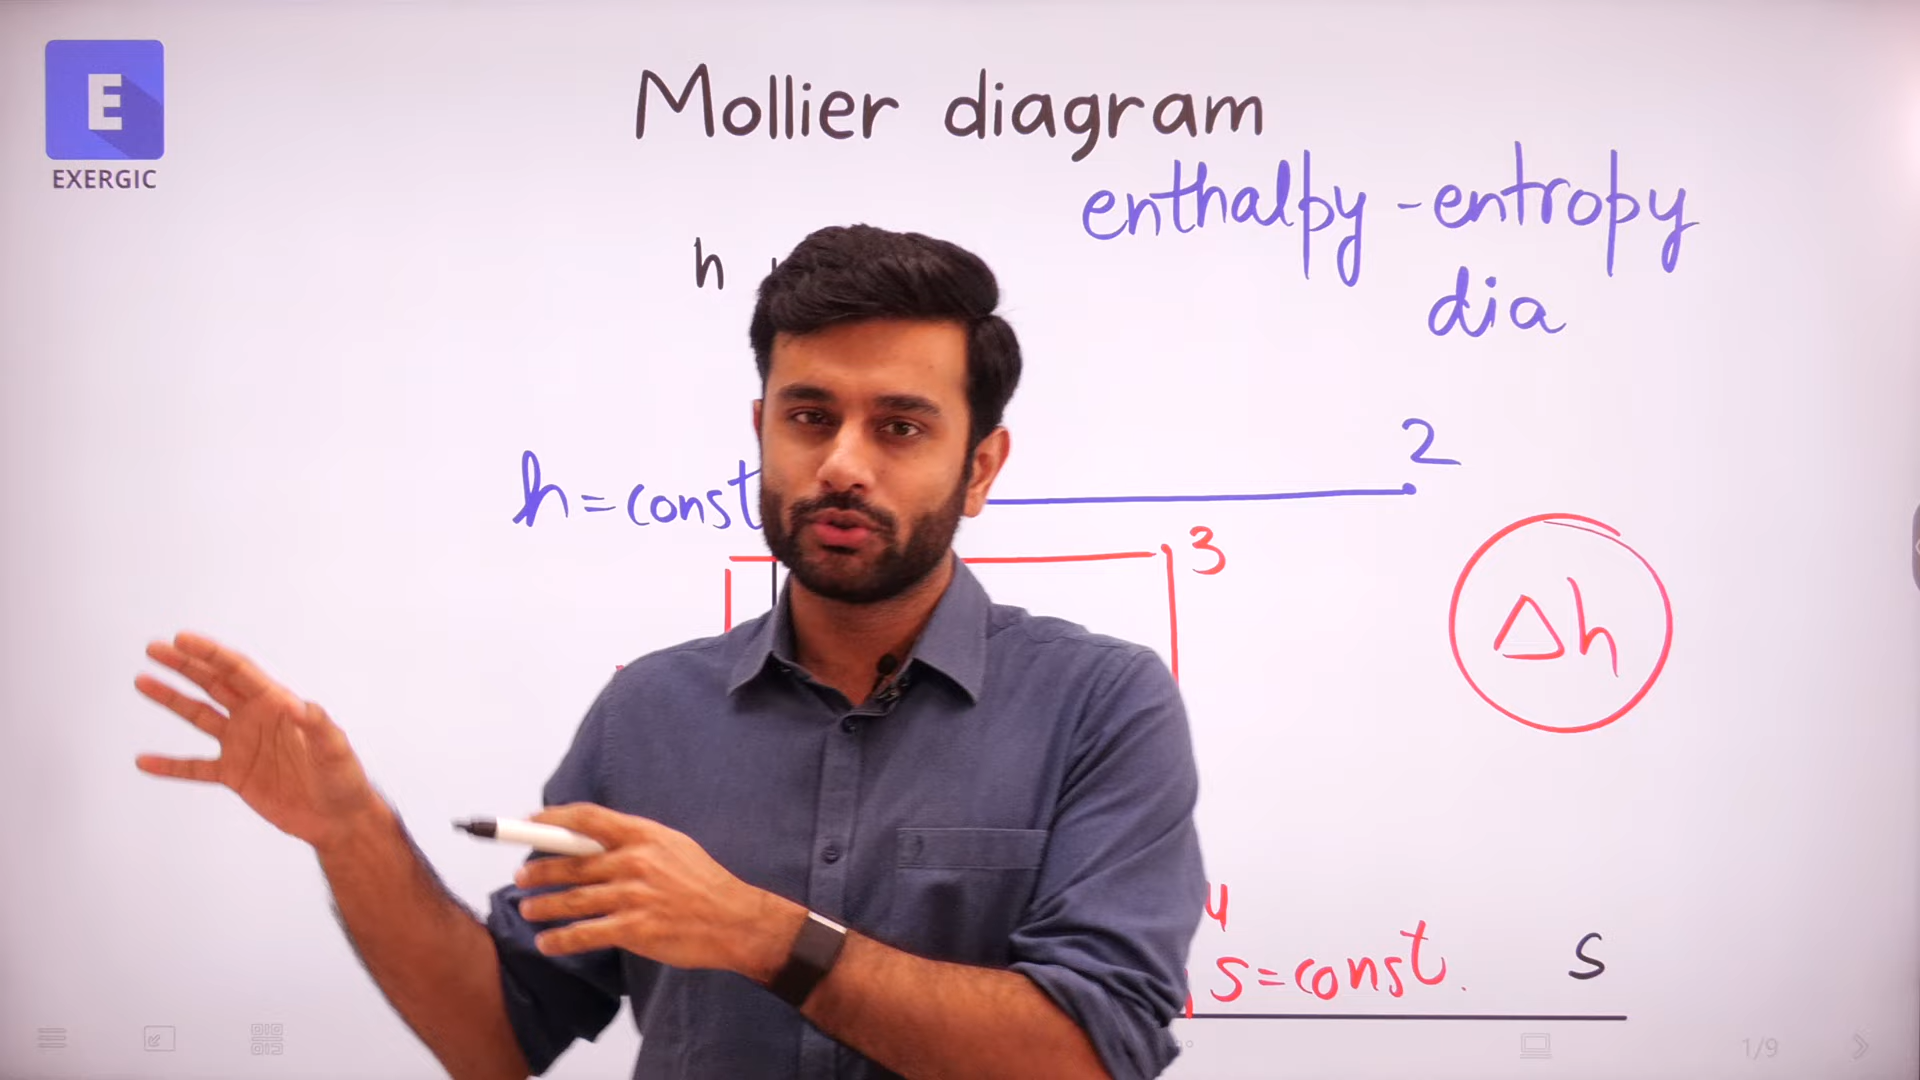 E
EXERGIC
Mollier diagram
enthalpy-entropy
dia
h
2
h=const
3
Δh
4
s=const.
s
1/9